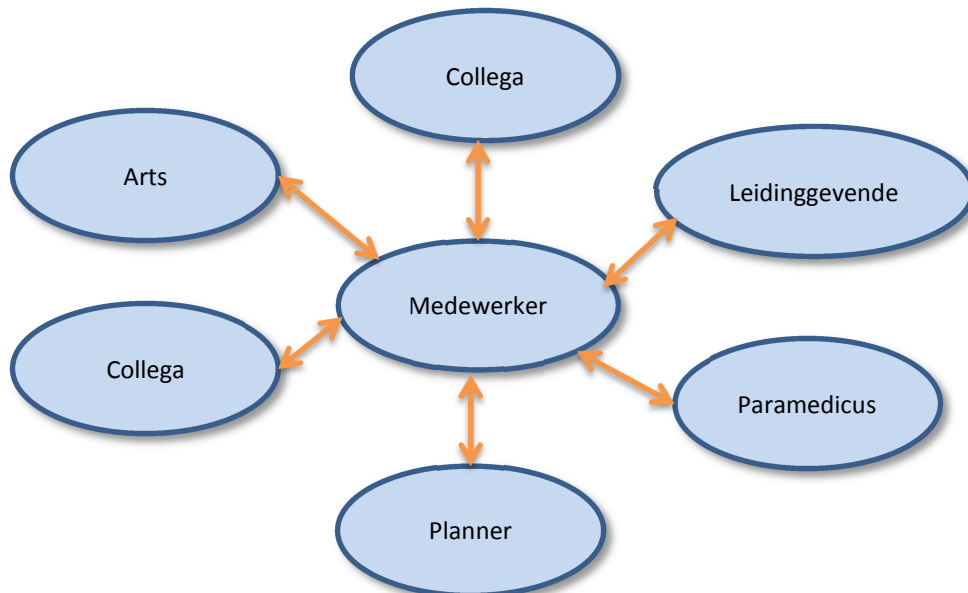 Collega
Arts
Leidinggevende
Medewerker
Collega
Paramedicus
Planner